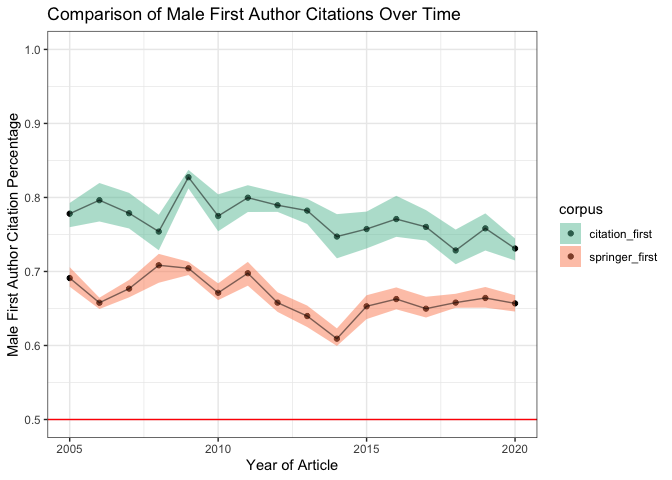 Comparison of Male First Author Citations Over Time
Male First Author Citation Percentage
1.0
0.9
0.8
0.7
0.6
0.5
2005
2010
2015
2020
Year of Article
corpus
citation_first
springer_first